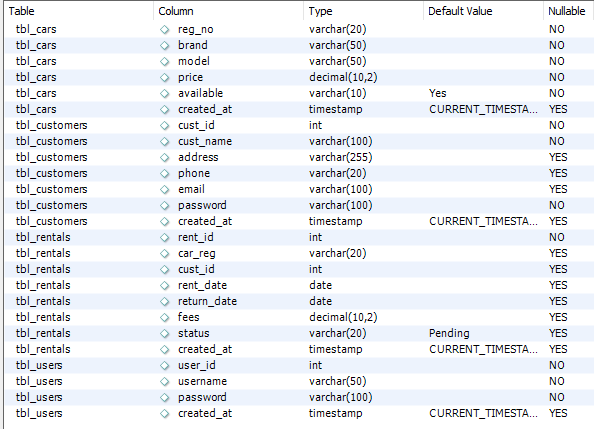 Table Column Type Default Value Nullable
tbl_cars reg_no varchar(20) NO
tbl_cars brand varchar(50) NO
tbl_cars model varchar(50) NO
tbl_cars price decimal(10,2) NO
tbl_cars available varchar(10) Yes NO
tbl_cars created_at timestamp CURRENT_TIMESTA... YES
tbl_customers cust_id int NO
tbl_customers cust_name varchar(100) NO
tbl_customers address varchar(255) YES
tbl_customers phone varchar(20) YES
tbl_customers email varchar(100) YES
tbl_customers password varchar(100) NO
tbl_customers created_at timestamp CURRENT_TIMESTA... YES
tbl_rentals rent_id int NO
tbl_rentals car_reg varchar(20) YES
tbl_rentals cust_id int YES
tbl_rentals rent_date date YES
tbl_rentals return_date date YES
tbl_rentals fees decimal(10,2) YES
tbl_rentals status varchar(20) Pending YES
tbl_rentals created_at timestamp CURRENT_TIMESTA... YES
tbl_users user_id int NO
tbl_users username varchar(50) NO
tbl_users password varchar(100) NO
tbl_users created_at timestamp CURRENT_TIMESTA... YES